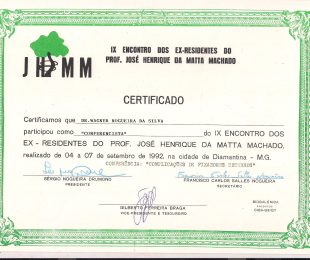 IX ENCONTRO DOS EX-RESIDENTES DO
PROF. JOSÉ HENRIQUE DA MATTA MACHADO
JHMM
CERTIFICADO
Certificamos que DR.WAGNER NOGUEIRA DA SILVA
participou como "CONFERENCISTA" do IX ENCONTRO DOS
EX - RESIDENTES DO PROF. JOSÉ HENRIQUE DA MATTA MACHADO,
realizado de 04 a 07 de setembro de 1992, na cidade de Diamantina - M.G.
CONFERÊNCIA: "COMPLICAÇÕES DE FIXADORES EXTERNOS"
SÉRGIO NOGUEIRA DRUMOND
PRESIDENTE
FRANCISCO CARLOS SALLES NOGUEIRA
SECRETÁRIO
GILBERTO FERREIRA BRAGA
VICE-PRESIDENTE E TESOUREIRO